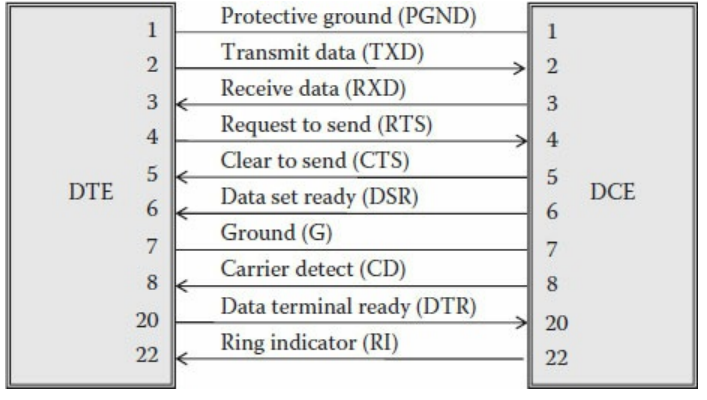 Protective ground (PGND)
1 1
Transmit data (TXD)
2 2
Receive data (RXD)
3 3
Request to send (RTS)
4 4
Clear to send (CTS)
5 5
DTE DCE
Data set ready (DSR)
6 6
Ground (G)
7 7
Carrier detect (CD)
8 8
Data terminal ready (DTR)
20 20
Ring indicator (RI)
22 22